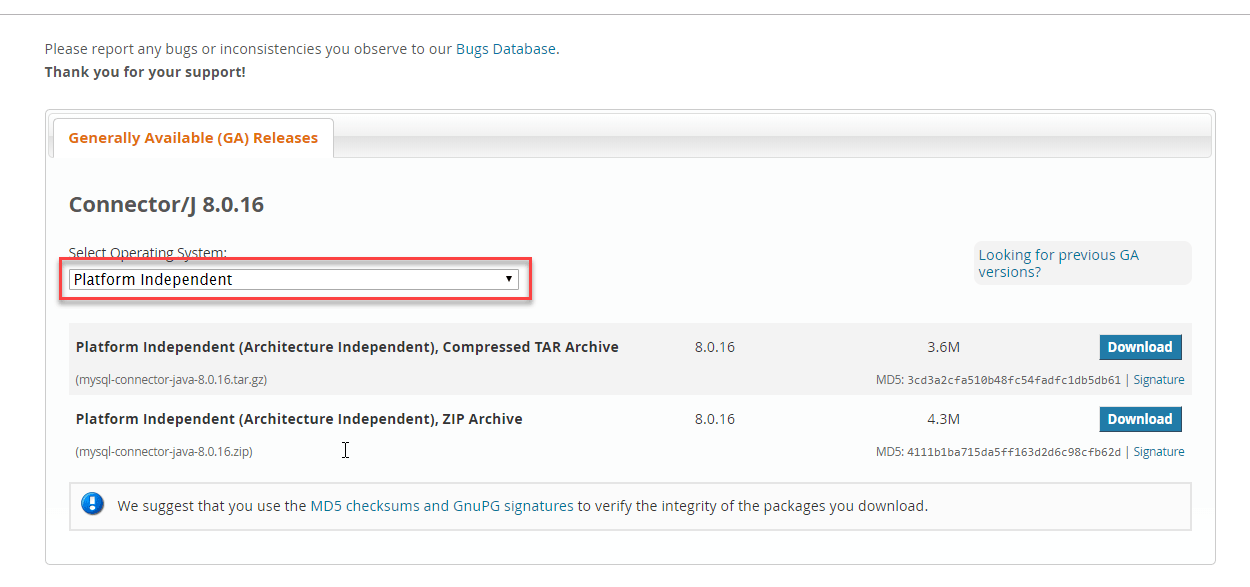 Please report any bugs or inconsistencies you observe to our Bugs Database.
Thank you for your support!
Generally Available (GA) Releases
Connector/J 8.0.16
Select Operating System:
Looking for previous GA
versions?
Platform Independent
Platform Independent (Architecture Independent), Compressed TAR Archive 8.0.16 3.6M Download
(mysql-connector-java-8.0.16.tar.gz) MD5: 3cd3a2cfa510b48fc54fadfc1db5db61 | Signature
Platform Independent (Architecture Independent), ZIP Archive 8.0.16 4.3M Download
(mysql-connector-java-8.0.16.zip) MD5: 4111b1ba715da5ff163d2d6c98cfb62d | Signature
We suggest that you use the MD5 checksums and GnuPG signatures to verify the integrity of the packages you download.